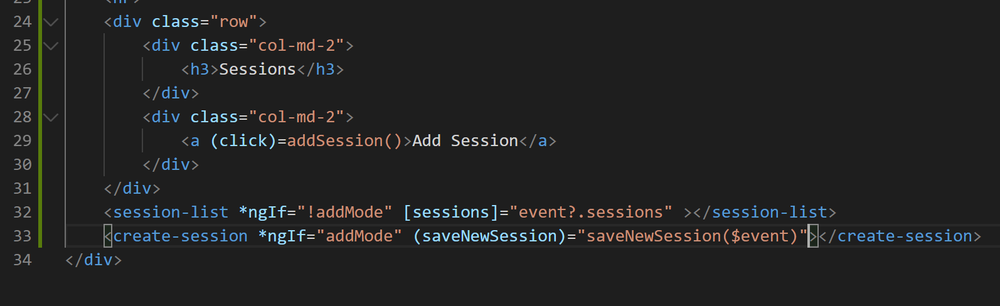 24 <div class="row">
25 <div class="col-md-2">
26 <h3>Sessions</h3>
27 </div>
28 <div class="col-md-2">
29 <a (click)=addSession()>Add Session</a>
30 </div>
31 </div>
32 <session-list *ngIf="!addMode" [sessions]="event?.sessions" ></session-list>
33 <create-session *ngIf="addMode" (saveNewSession)="saveNewSession($event)"></create-session>
34 </div>